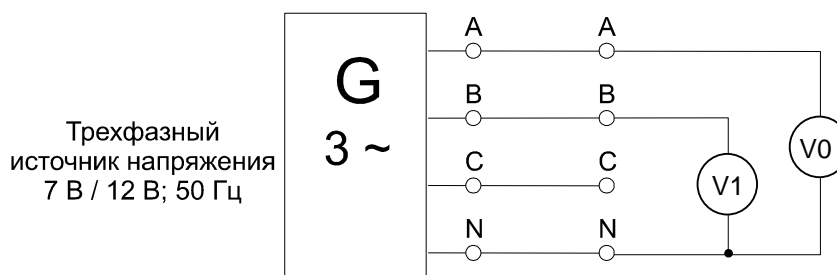 A A
G
B B
Трехфазный
источник напряжения
7 В / 12 В; 50 Гц
3 ~
V0
C C
V1
N N